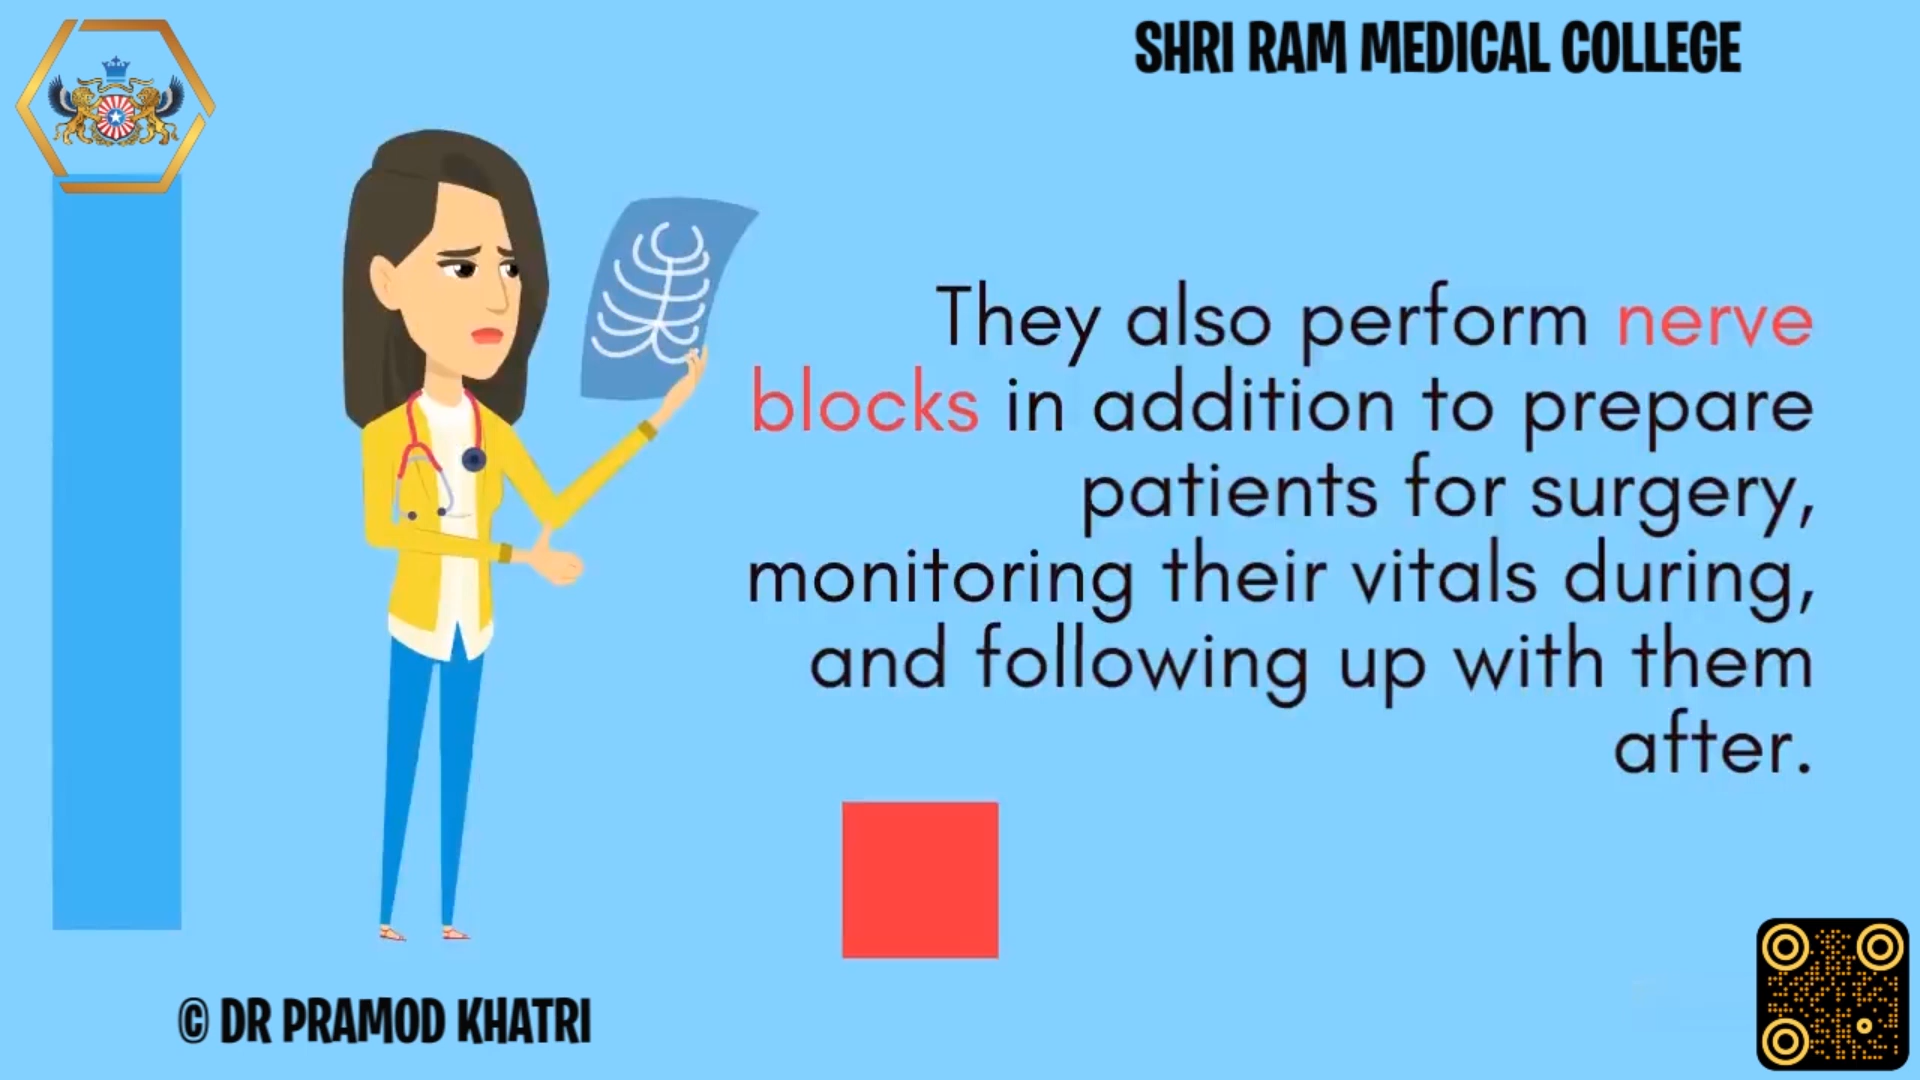 SHRI RAM MEDICAL COLLEGE
They also perform nerve
blocks in addition to prepare
patients for surgery,
monitoring their vitals during,
and following up with them
after.
© DR PRAMOD KHATRI